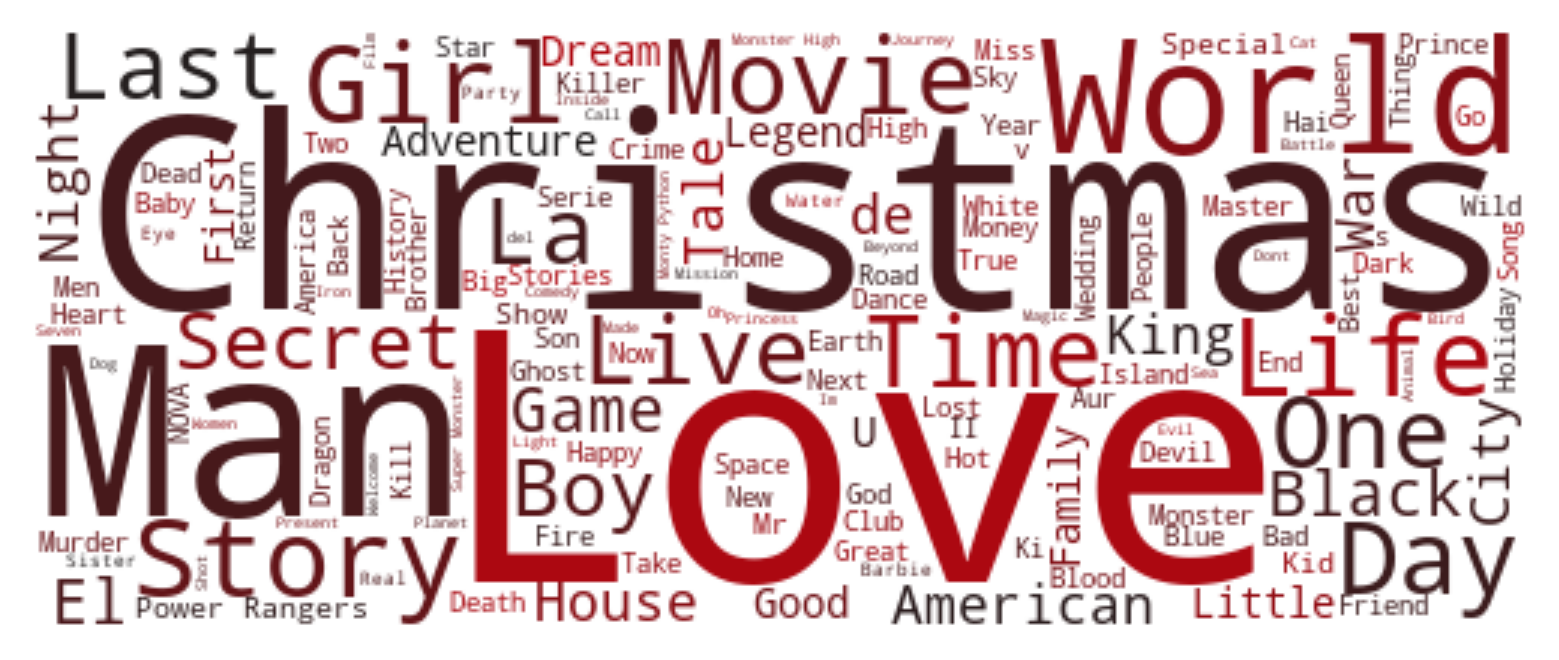 Last
Girl
Film
Star
Party
Dream
Killer
Inside
Call
Movie
Monster High
Journey
Miss
Sky
World
Special
Cat
Prince
Queen
Thing
Go
Hai
Battle
Night
Christmas
Adventure
Two
Crime
Legend
High
Year
v
Tale
Dead
Baby
Eye
First
Return
America
Back
Iron
History
Brother
La
del
Serie
Big
Stories
Comedy
Monty Python
Mission
Home
Water
de
Beyond
Road
Dance
White
Money
True
Wedding
People
Master
Dont
War
Best
s
Dark
Wild
Song
Holiday
Men
Heart
Seven
Secret
Show
Son
Ghost
Made
Now
Live
Oh
Princess
Earth
Next
Im
Time
Magic
King
Island
Sea
Aur
Life
End
Animal
Bird
Man
Dog
NOVA
Women
Dragon
Welcome
Kill
Super Monster
Love
Game
Light
Happy
Boy
Space
New
Mr
U
Lost
II
Hot
God
Club
Family
Evil
Devil
One
Black
City
Monster
Blue
Bad
Kid
Day
Story
Present
Planet
Murder
Sister
Shot
Real
El
Power Rangers
Fire
Take
Death
House
Good
Great
Barbie
Ki
Blood
American
Little
Friend